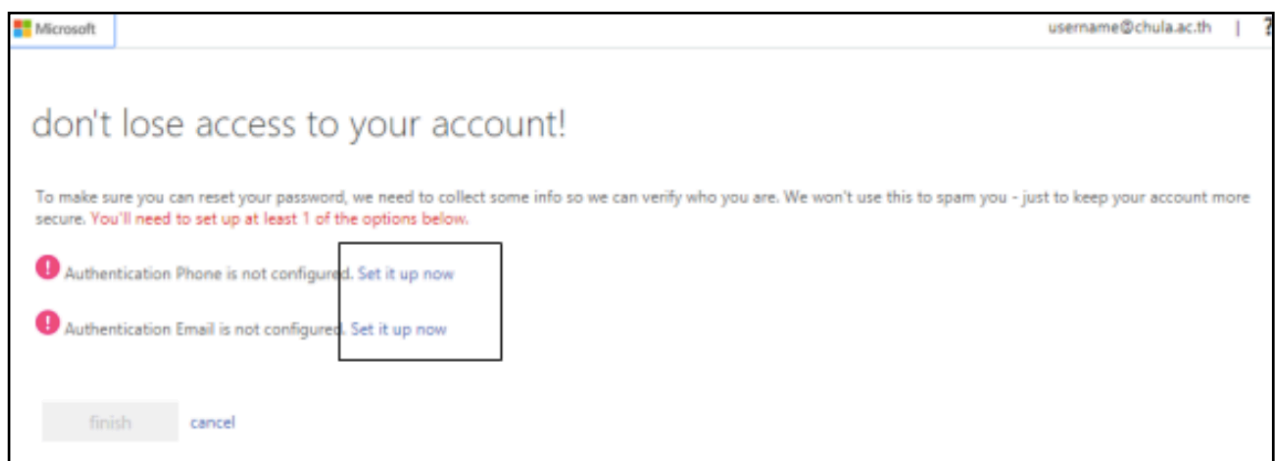 Microsoft
username@chula.ac.th | ?
don't lose access to your account!
To make sure you can reset your password, we need to collect some info so we can verify who you are. We won't use this to spam you - just to keep your account more
secure. You'll need to set up at least 1 of the options below.
! Authentication Phone is not configured. Set it up now
! Authentication Email is not configured. Set it up now
finish cancel